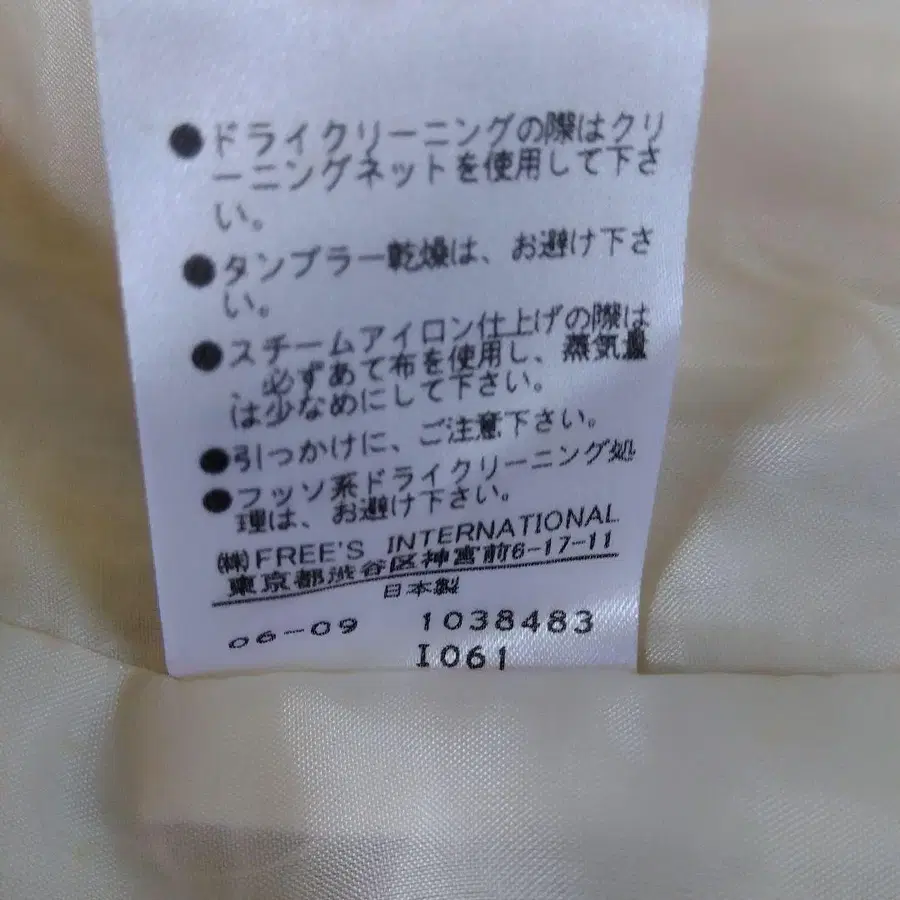 ●ドライクリーニングの際はクリ
ーニングネットを使用して下さ
い。
●タンブラー乾燥は、お避け下さ
い。
●スチームアイロン仕上げの際は
、必ずあて布を使用し、蒸気量
は少なめにして下さい。
●引っかけに、ご注意下さい。
●フッソ系ドライクリーニング処
理は、お避け下さい。
㈱FREE'S INTERNATIONAL
東京都渋谷区神宮前6-17-11
日本製
06-09 1038483
I061